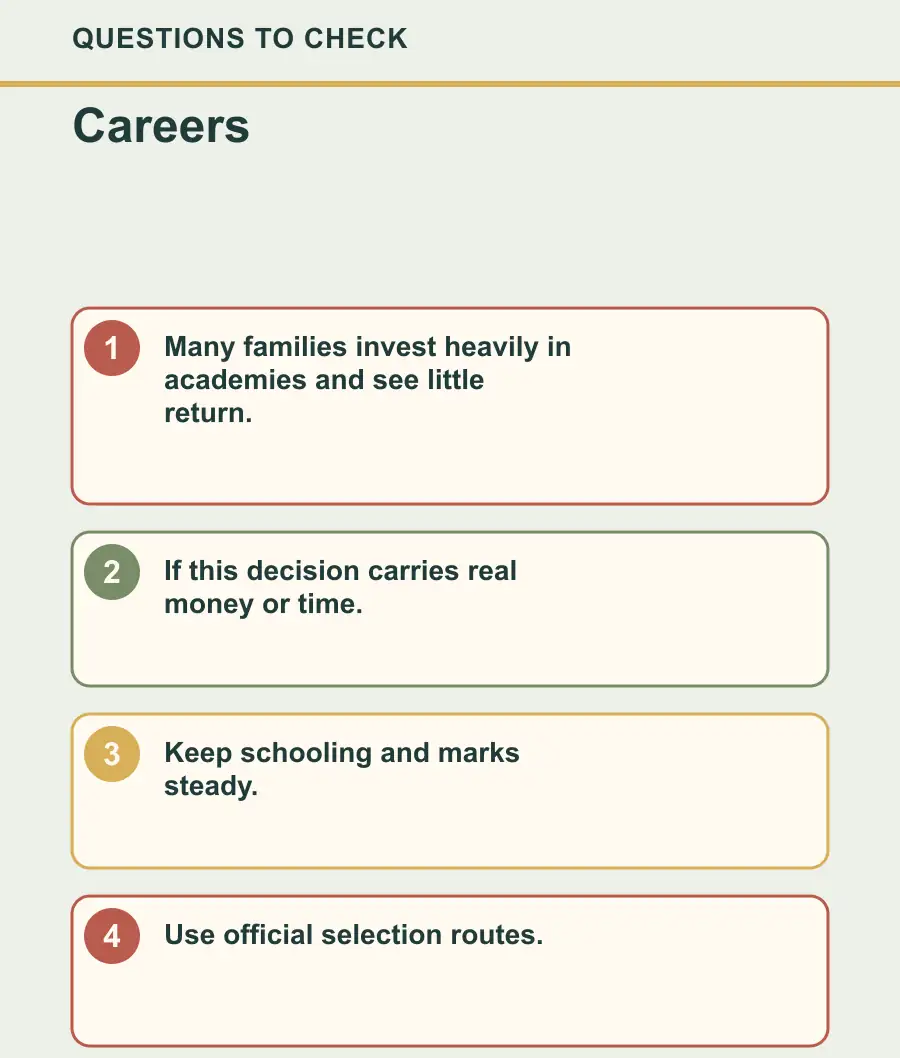 QUESTIONS TO CHECK
Careers
1
Many families invest heavily in
academies and see little
return.
2
If this decision carries real
money or time.
3
Keep schooling and marks
steady.
4
Use official selection routes.